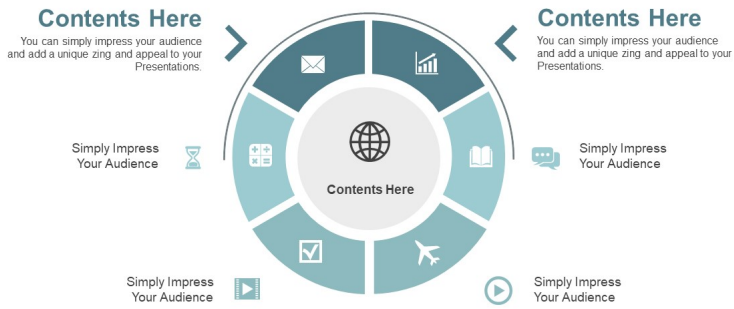 Contents Here
You can simply impress your audience
and add a unique zing and appeal to your
Presentations.
Contents Here
You can simply impress your audience
and add a unique zing and appeal to your
Presentations.
Simply Impress
Your Audience
Contents Here
Simply Impress
Your Audience
Simply Impress
Your Audience
Simply Impress
Your Audience